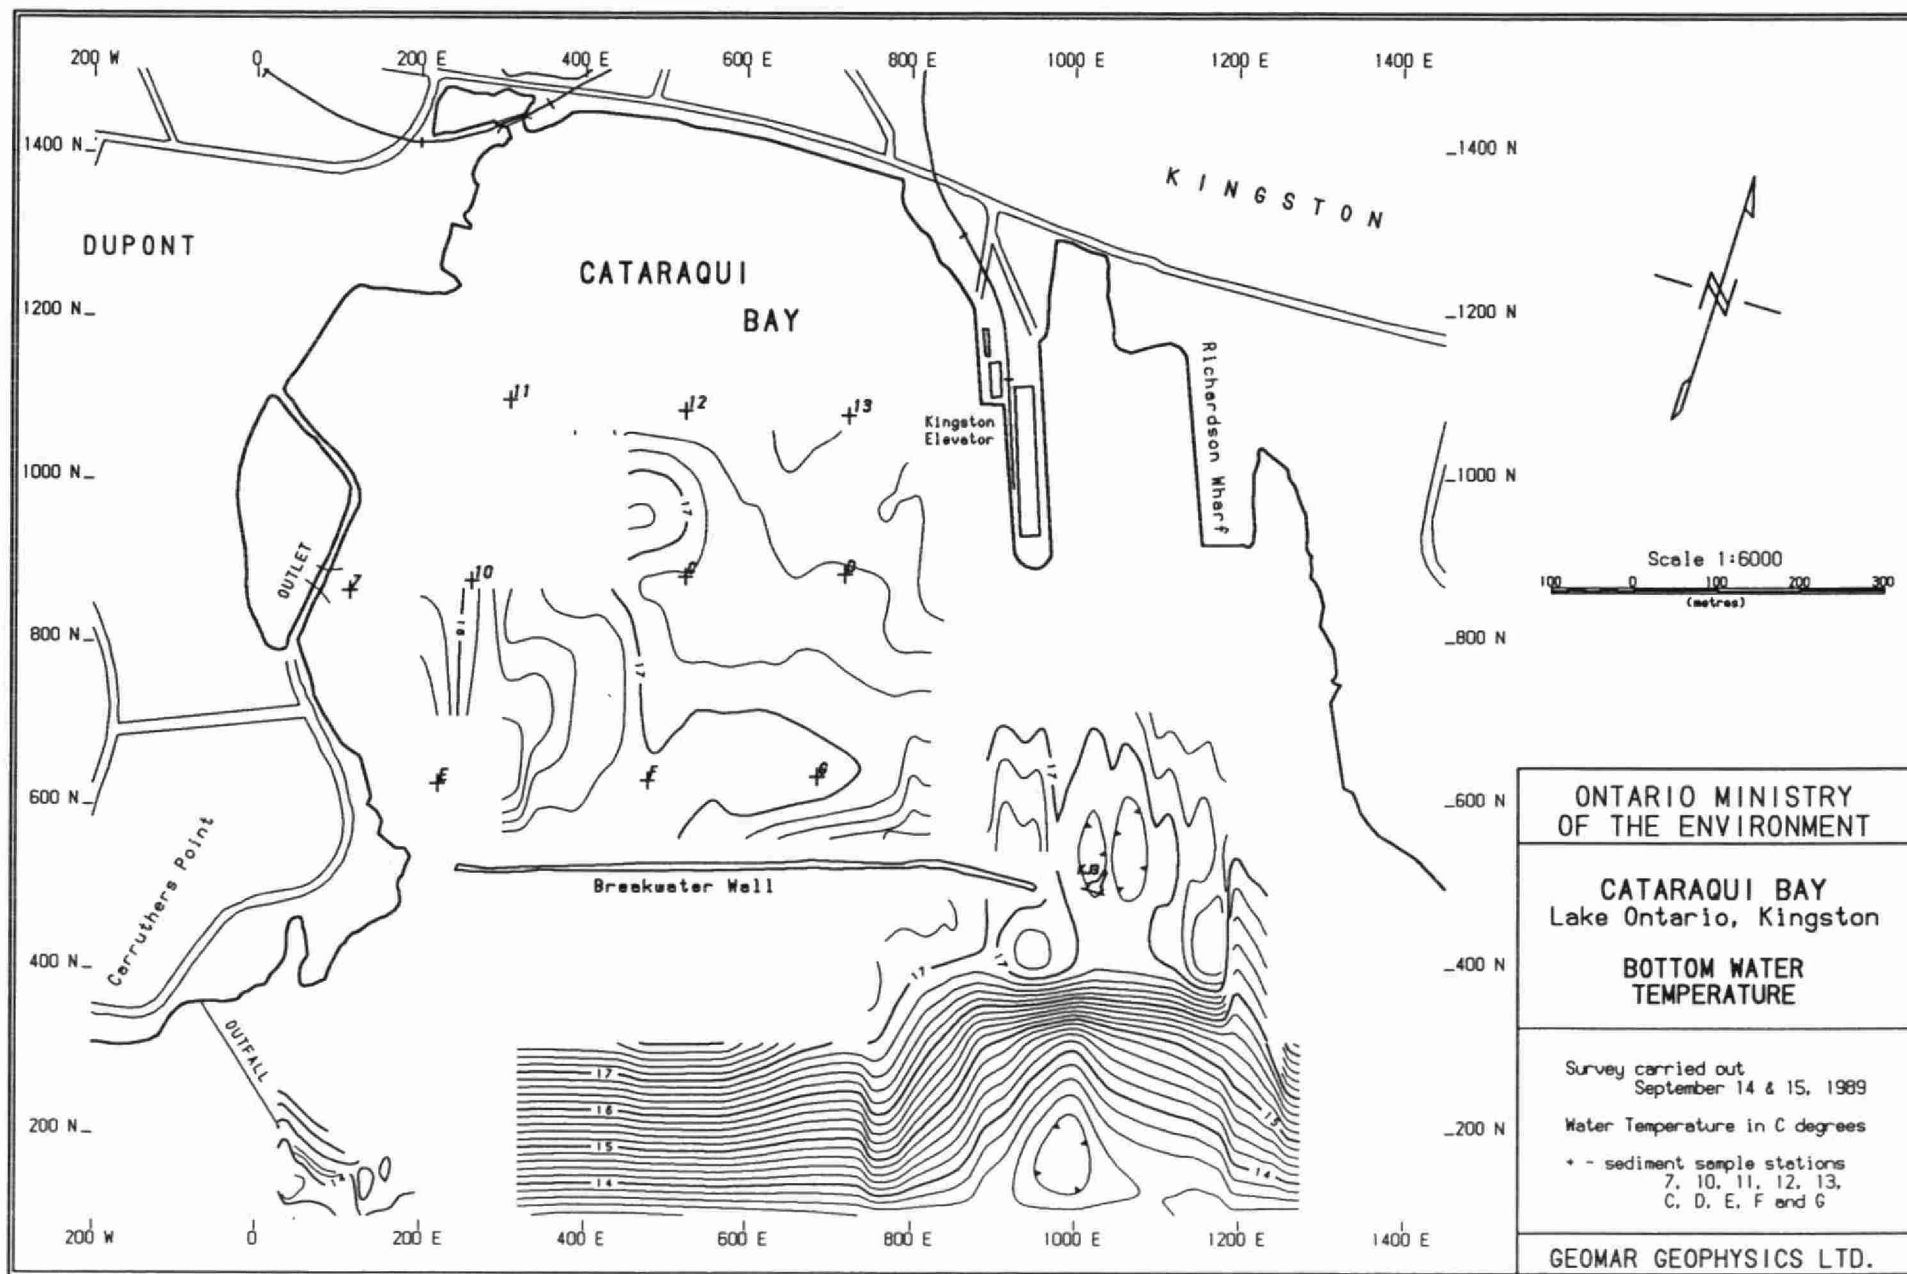 200 W 0 200 E 400 E 600 E 800 E 1000 E 1200 E 1400 E
1400 N
1400 N
KINGSTON
DUPONT
CATARAQUI
BAY
1200 N
1200 N
Richardson Wharf
11
12
13
Kingston
Elevator
1000 N
1000 N
17
OUTLET
7
10
C
D
Scale 1:6000
100 0 100 200 300
(metres)
800 N
800 N
17
E
F
G
17
600 N
600 N
Breakwater Wall
Carruthers Point
400 N
400 N
17
17
OUTFALL
17
16
15
14
15
14
200 N
200 N
200 W 0 200 E 400 E 600 E 800 E 1000 E 1200 E 1400 E
ONTARIO MINISTRY
OF THE ENVIRONMENT
CATARAQUI BAY
Lake Ontario, Kingston
BOTTOM WATER
TEMPERATURE
Survey carried out
September 14 & 15, 1989
Water Temperature in C degrees
+ - sediment sample stations
7, 10, 11, 12, 13,
C, D, E, F and G
GEOMAR GEOPHYSICS LTD.